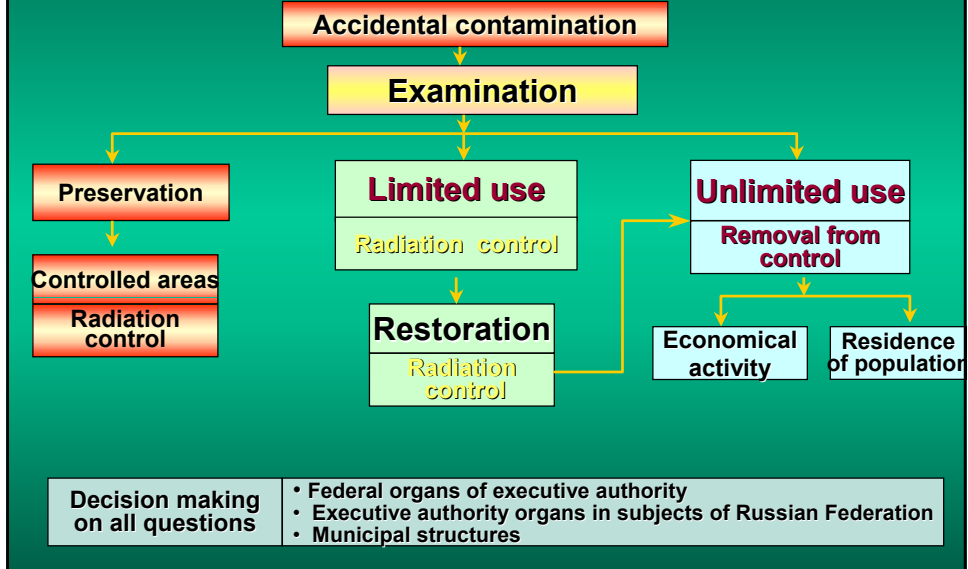 Accidental contamination
Examination
Preservation
Limited use
Radiation control
Unlimited use
Removal from
control
Controlled areas
Radiation
control
Restoration
Radiation
control
Economical
activity
Residence
of population
Decision making
on all questions
• Federal organs of executive authority
• Executive authority organs in subjects of Russian Federation
• Municipal structures